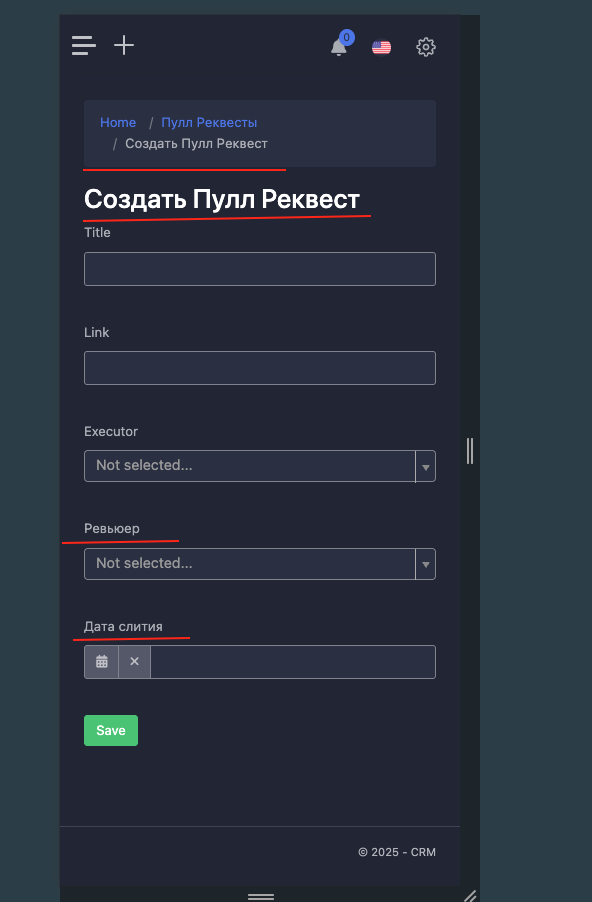 0
Home / Пулл Реквесты
/ Создать Пулл Реквест
Создать Пулл Реквест
Title
Link
Executor
Not selected...
Ревьюер
Not selected...
Дата слития
Save
© 2025 - CRM